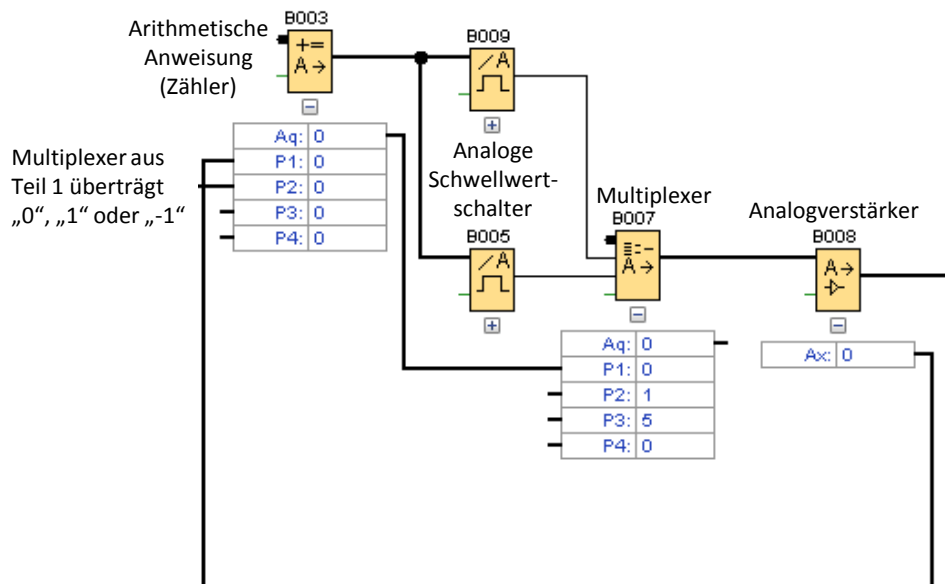 B003
Arithmetische
Anweisung
(Zähler)
+=
A→
B009
/A
Aq: 0
P1: 0
P2: 0
P3: 0
P4: 0
Multiplexer aus
Teil 1 überträgt
„0“, „1“ oder „-1“
Analoge
Schwellwert-
schalter
B005
/A
Multiplexer
B007
A→
Analogverstärker
B008
A→
Aq: 0
P1: 0
P2: 1
P3: 5
P4: 0
Ax: 0